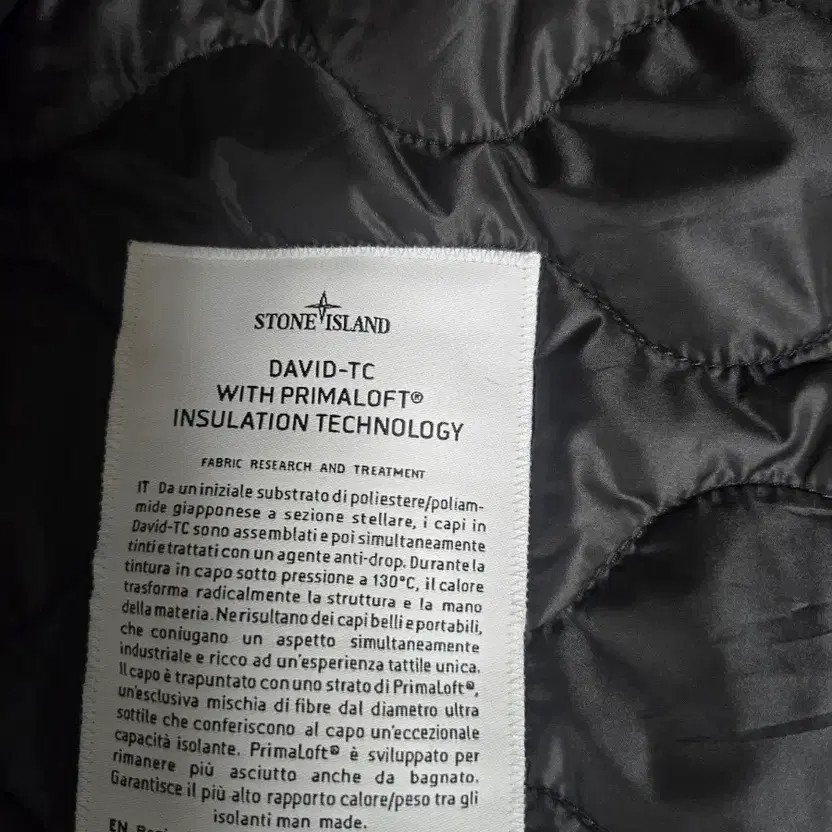 STONE ISLAND
DAVID-TC
WITH PRIMALOFT®
INSULATION TECHNOLOGY
FABRIC RESEARCH AND TREATMENT
IT Da un iniziale substrato di poliestere/poliam-
mide giapponese a sezione stellare, i capi in
David-TC sono assemblati e poi simultaneamente
tinti e trattati con un agente anti-drop. Durante la
tintura in capo sotto pressione a 130°C, il calore
trasforma radicalmente la struttura e la mano
della materia. Ne risultano dei capi belli e portabili,
che coniugano un aspetto simultaneamente
industriale e ricco ad un'esperienza tattile unica.
Il capo è trapuntato con uno strato di PrimaLoft®,
un'esclusiva mischia di fibre dal diametro ultra
sottile che conferiscono al capo un'eccezionale
capacità isolante. PrimaLoft® è sviluppato per
rimanere più asciutto anche da bagnato.
Garantisce il più alto rapporto calore/peso tra gli
isolanti man made.
EN